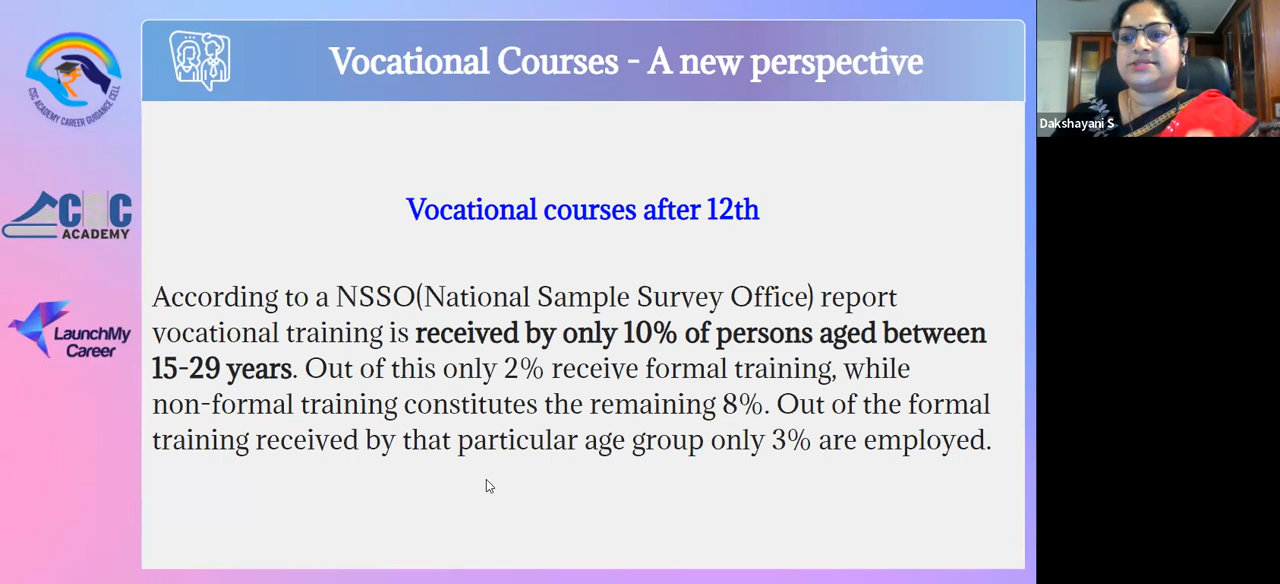 Vocational Courses - A new perspective
CSC ACADEMY CAREER GUIDANCE CELL
CSC
ACADEMY
LaunchMy
Career
Vocational courses after 12th
According to a NSSO(National Sample Survey Office) report
vocational training is received by only 10% of persons aged between
15-29 years. Out of this only 2% receive formal training, while
non-formal training constitutes the remaining 8%. Out of the formal
training received by that particular age group only 3% are employed.
Dakshayani S